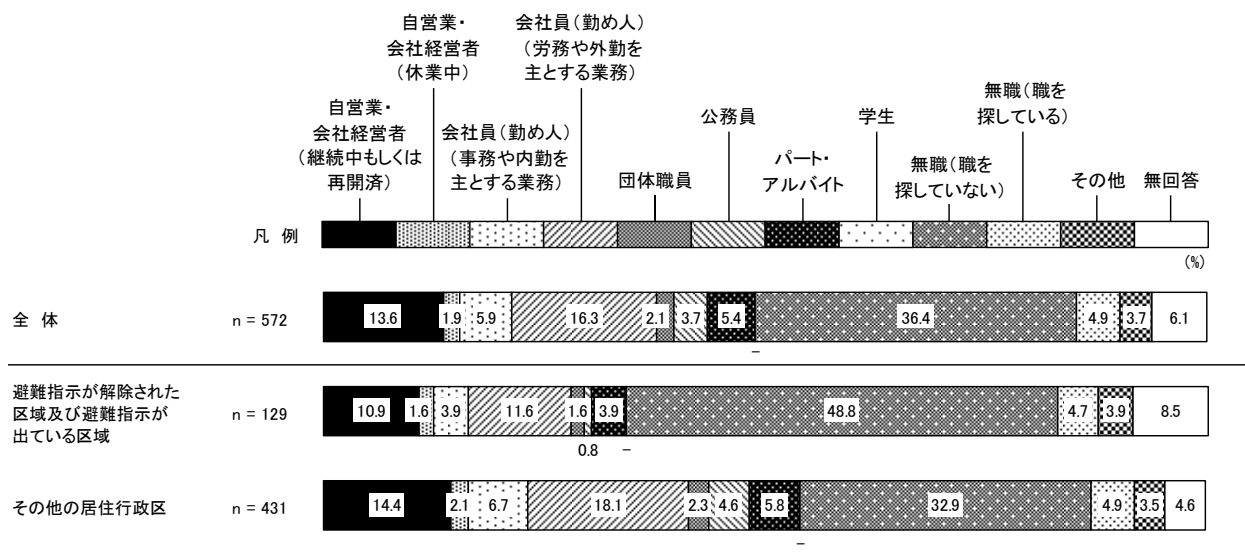 自営業・
会社経営者
（休業中）
会社員（勤め人）
（労務や外勤を
主とする業務）
自営業・
会社経営者
（継続中もしくは
再開済）
会社員（勤め人）
（事務や内勤を
主とする業務）
団体職員
公務員
パート・
アルバイト
学生
無職（職を
探していない）
無職（職を
探している）
その他
無回答
凡 例
(%)
全 体
n = 572
13.6
1.9
5.9
16.3
2.1
3.7
5.4
–
36.4
4.9
3.7
6.1
避難指示が解除された
区域及び避難指示が
出ている区域
n = 129
10.9
1.6
3.9
11.6
1.6
0.8
3.9
–
48.8
4.7
3.9
8.5
その他の居住行政区
n = 431
14.4
2.1
6.7
18.1
2.3
4.6
5.8
–
32.9
4.9
3.5
4.6